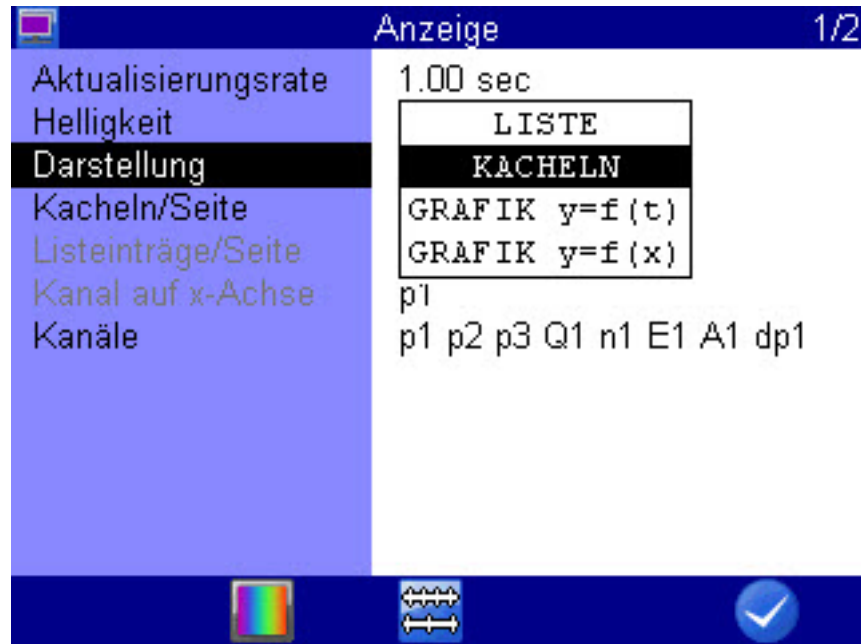 Anzeige 1/2
Aktualisierungsrate 1.00 sec
Helligkeit LISTE
Darstellung KACHELN
Kacheln/Seite GRAFIK y=f(t)
Listeinträge/Seite GRAFIK y=f(x)
Kanal auf x-Achse p1
Kanäle p1 p2 p3 Q1 n1 E1 A1 dp1